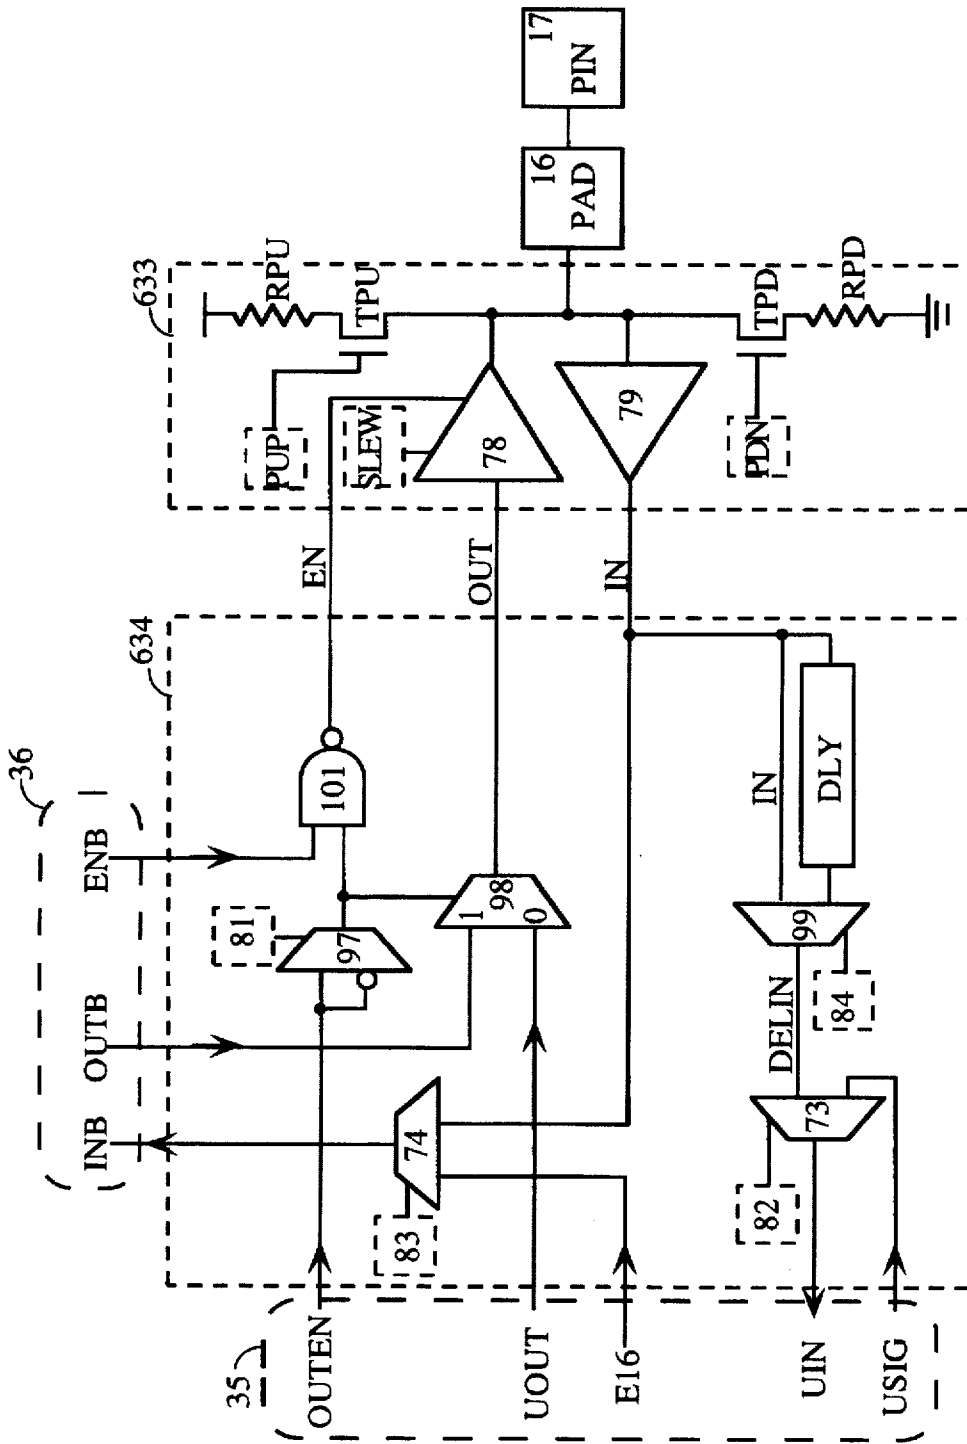 36
INB
OUTB
ENB
634
633
35
OUTEN
UOUT
E16
UIN
USIG
81
97
101
EN
PUP
TPU
RPU
SLEW
83
74
1
98
0
OUT
78
16
PAD
17
PIN
IN
79
82
73
DELIN
84
99
IN
DLY
PDN
TPD
RPD